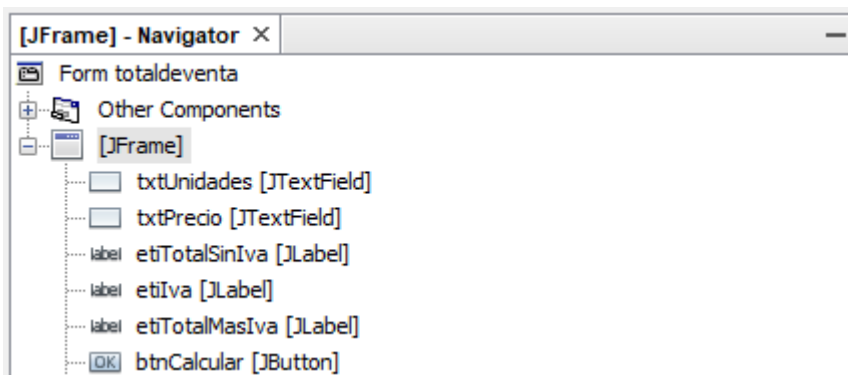 [JFrame] - Navigator ×
Form totaldeventa
Other Components
[JFrame]
txtUnidades [JTextField]
txtPrecio [JTextField]
label etiTotalSinIva [JLabel]
label etiIva [JLabel]
label etiTotalMasIva [JLabel]
OK btnCalcular [JButton]